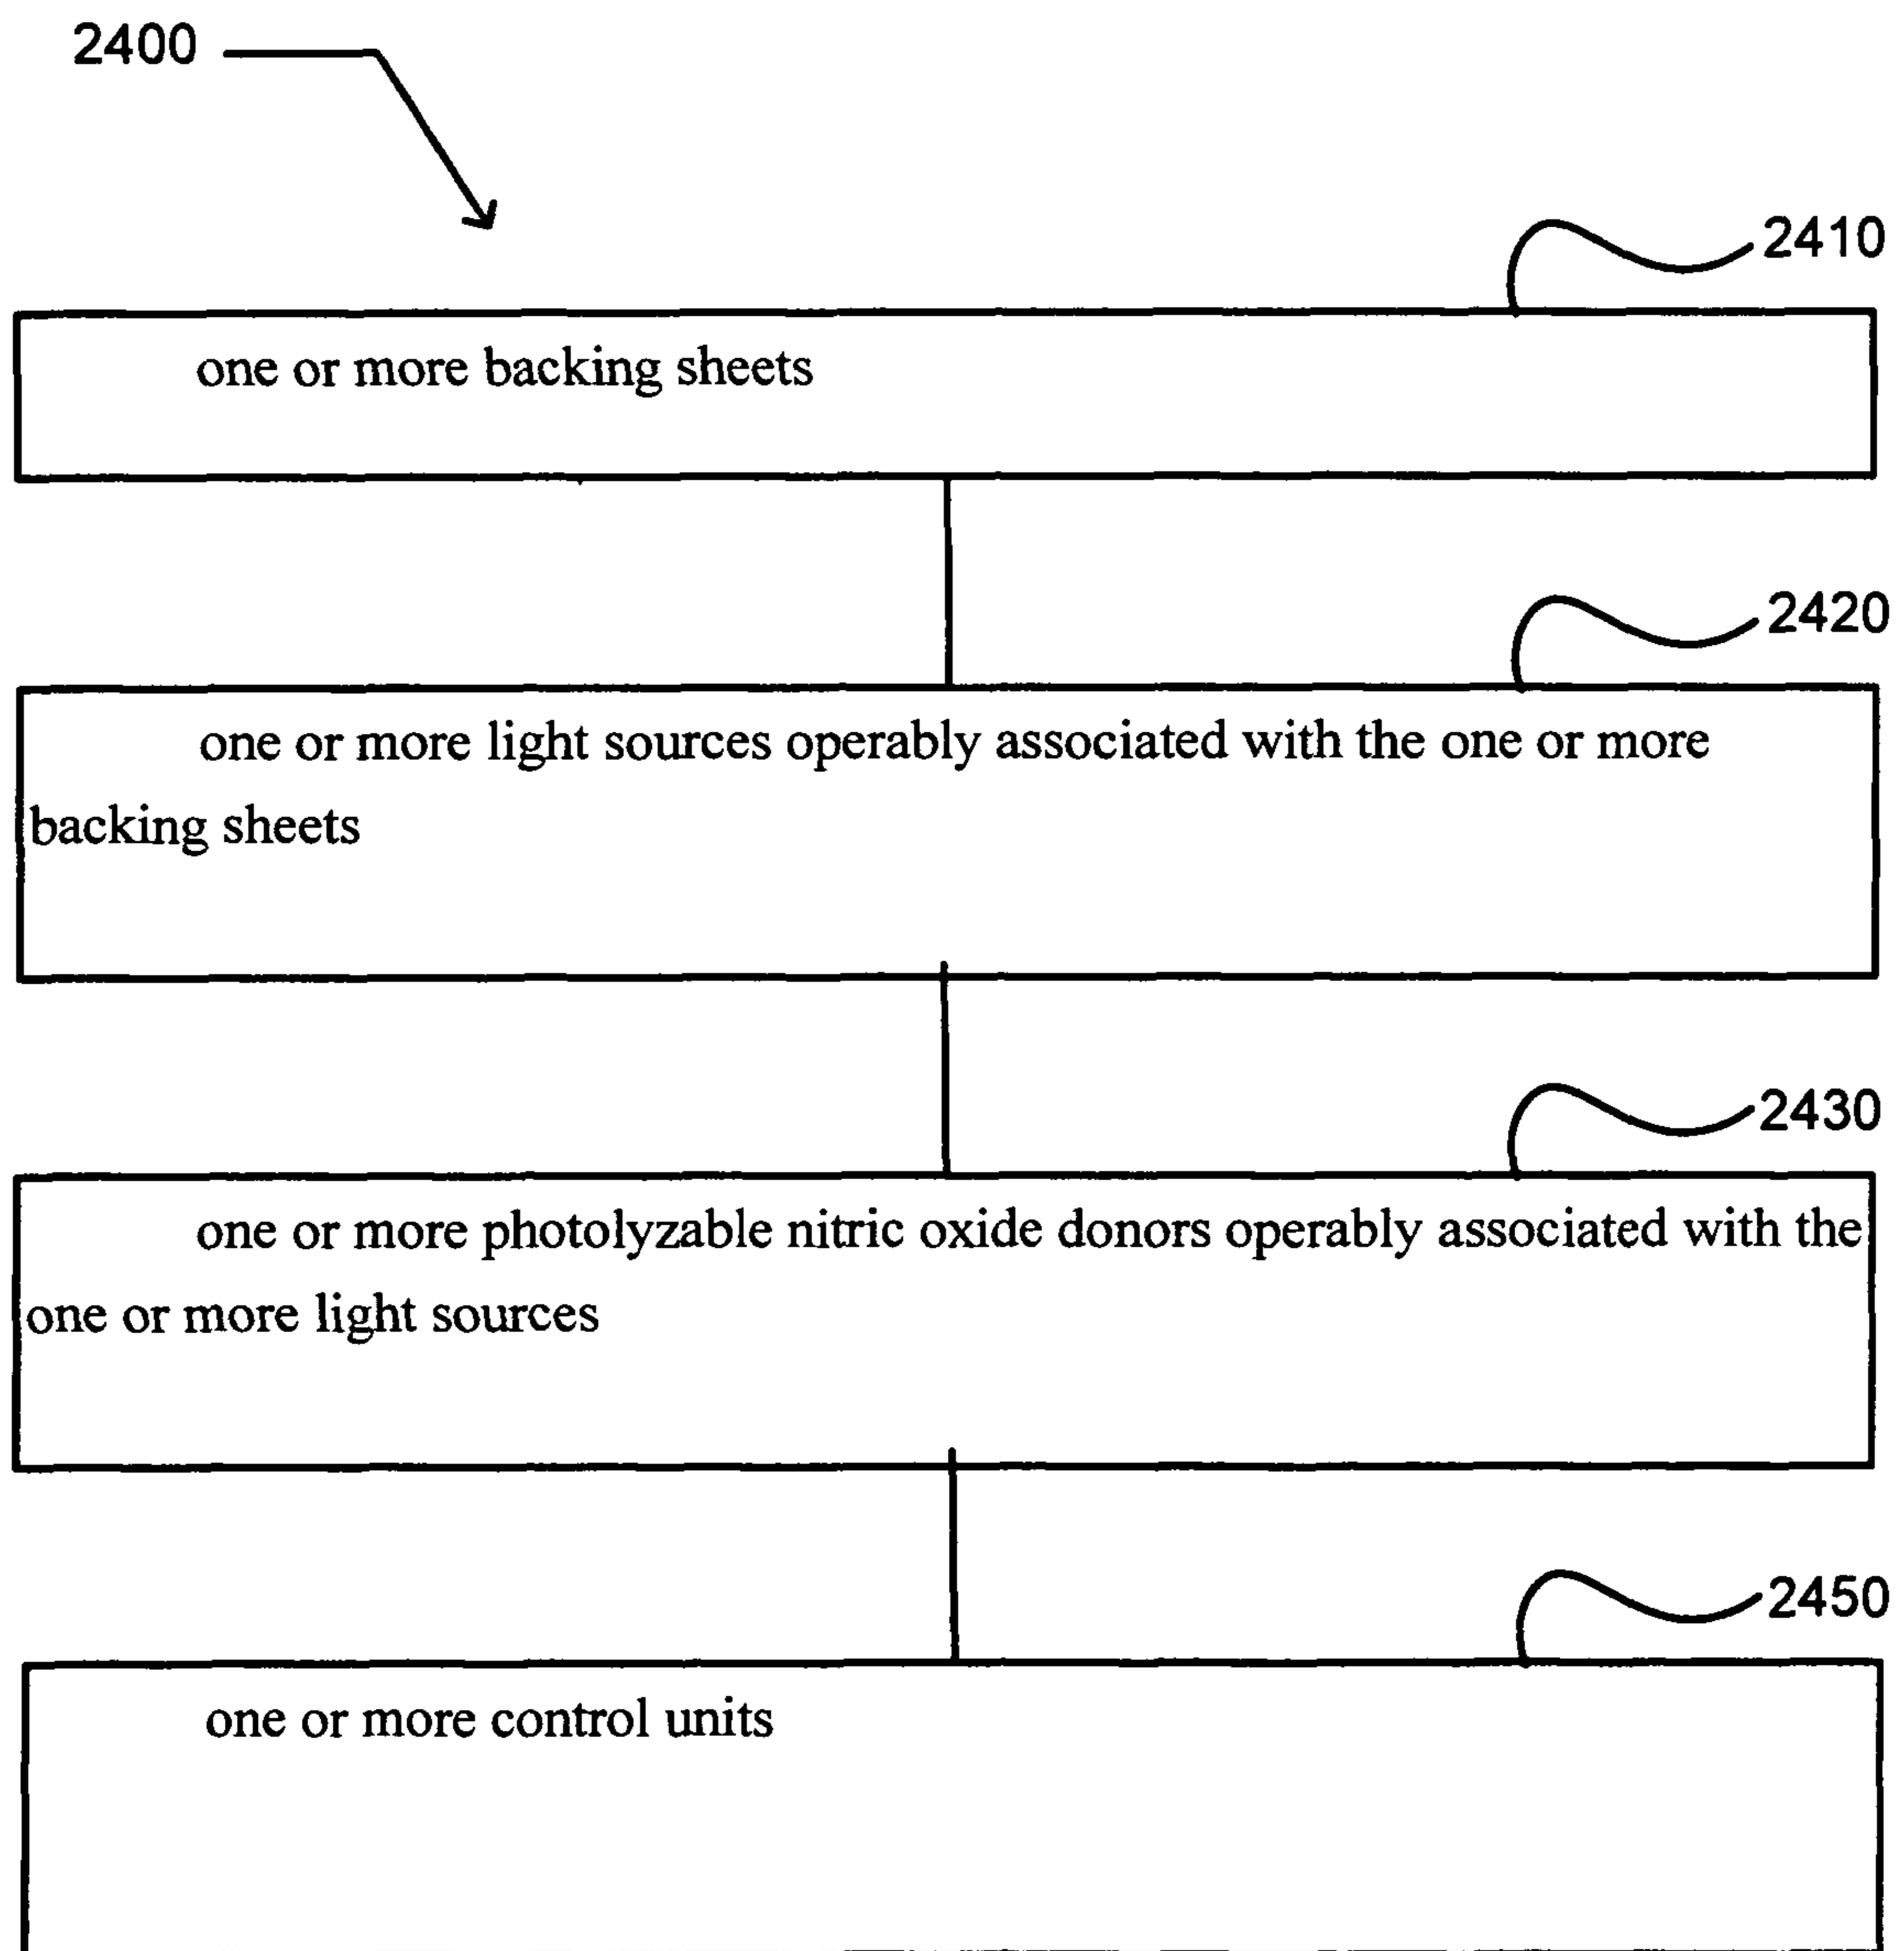 2400
2410
one or more backing sheets
2420
one or more light sources operably associated with the one or more
backing sheets
2430
one or more photolyzable nitric oxide donors operably associated with the
one or more light sources
2450
one or more control units